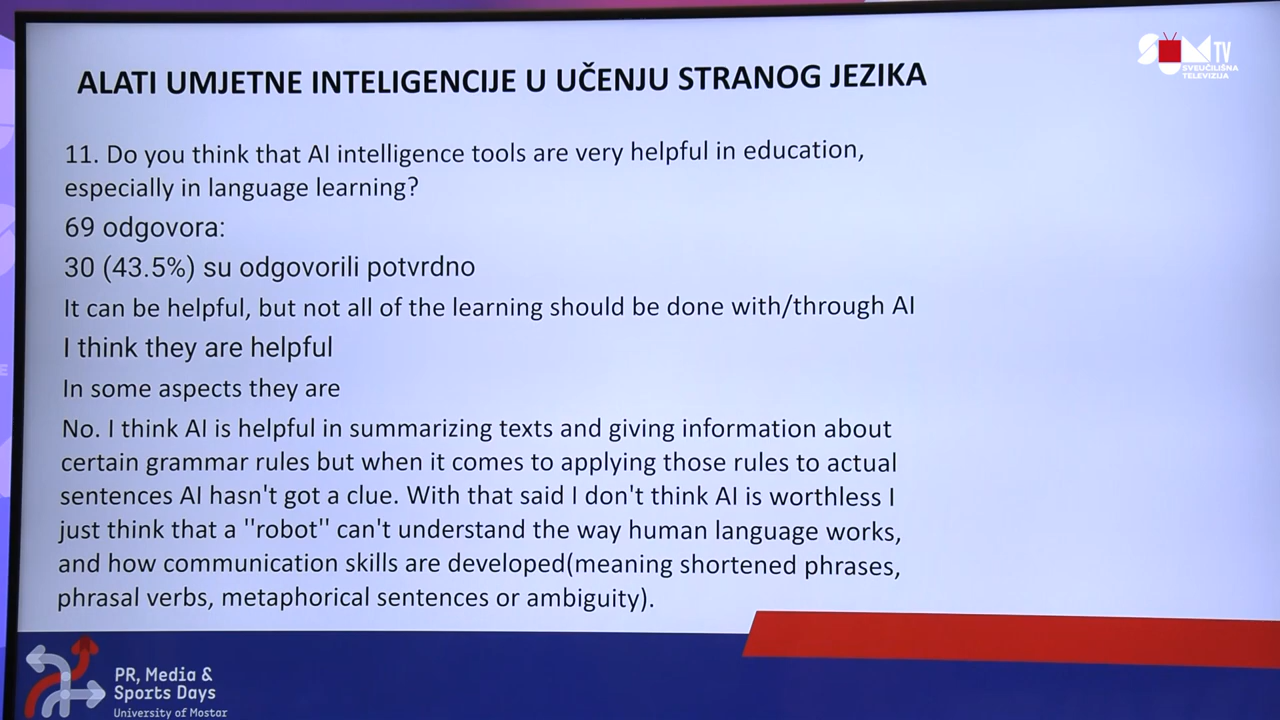 ALATI UMJETNE INTELIGENCIJE U UČENJU STRANOG JEZIKA
SUM TV
SVEUČILIŠNA
TELEVIZIJA
11. Do you think that AI intelligence tools are very helpful in education,
especially in language learning?
69 odgovora:
30 (43.5%) su odgovorili potvrdno
It can be helpful, but not all of the learning should be done with/through AI
I think they are helpful
In some aspects they are
No. I think AI is helpful in summarizing texts and giving information about
certain grammar rules but when it comes to applying those rules to actual
sentences AI hasn't got a clue. With that said I don't think AI is worthless I
just think that a ''robot'' can't understand the way human language works,
and how communication skills are developed(meaning shortened phrases,
phrasal verbs, metaphorical sentences or ambiguity).
PR, Media &
Sports Days
University of Mostar